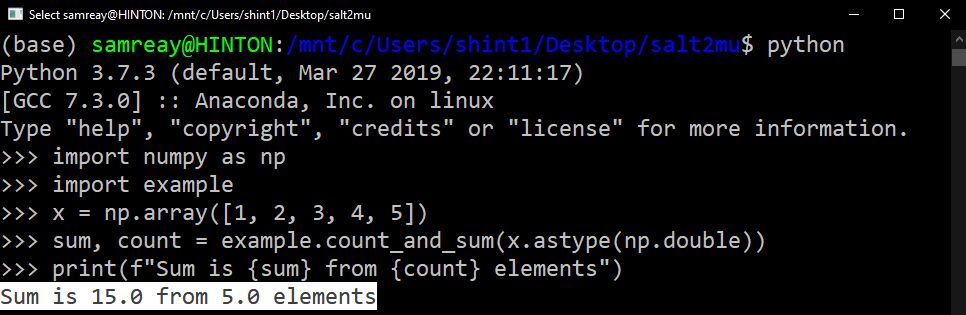 Select samreay@HINTON: /mnt/c/Users/shint1/Desktop/salt2mu
(base) samreay@HINTON:/mnt/c/Users/shint1/Desktop/salt2mu$ python
Python 3.7.3 (default, Mar 27 2019, 22:11:17)
[GCC 7.3.0] :: Anaconda, Inc. on linux
Type "help", "copyright", "credits" or "license" for more information.
>>> import numpy as np
>>> import example
>>> x = np.array([1, 2, 3, 4, 5])
>>> sum, count = example.count_and_sum(x.astype(np.double))
>>> print(f"Sum is {sum} from {count} elements")
Sum is 15.0 from 5.0 elements